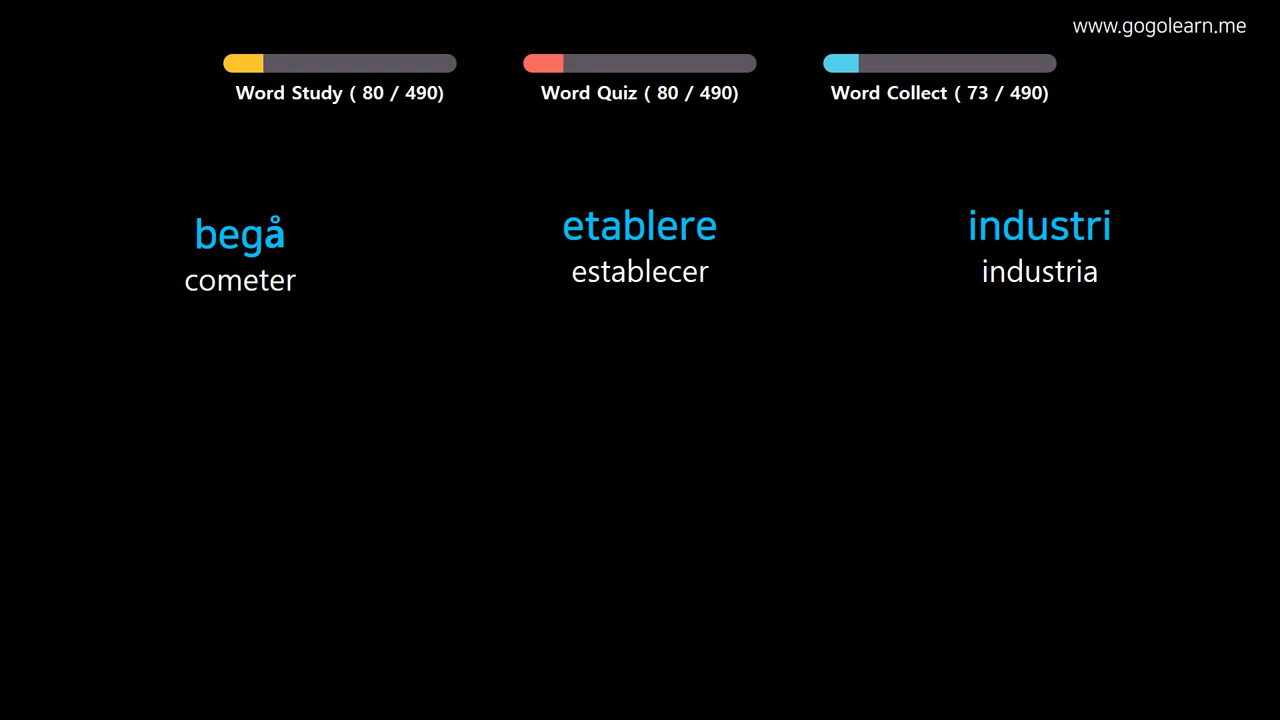 www.gogolearn.me
Word Study ( 80 / 490)
Word Quiz ( 80 / 490)
Word Collect ( 73 / 490)
begå
cometer
etablere
establecer
industri
industria